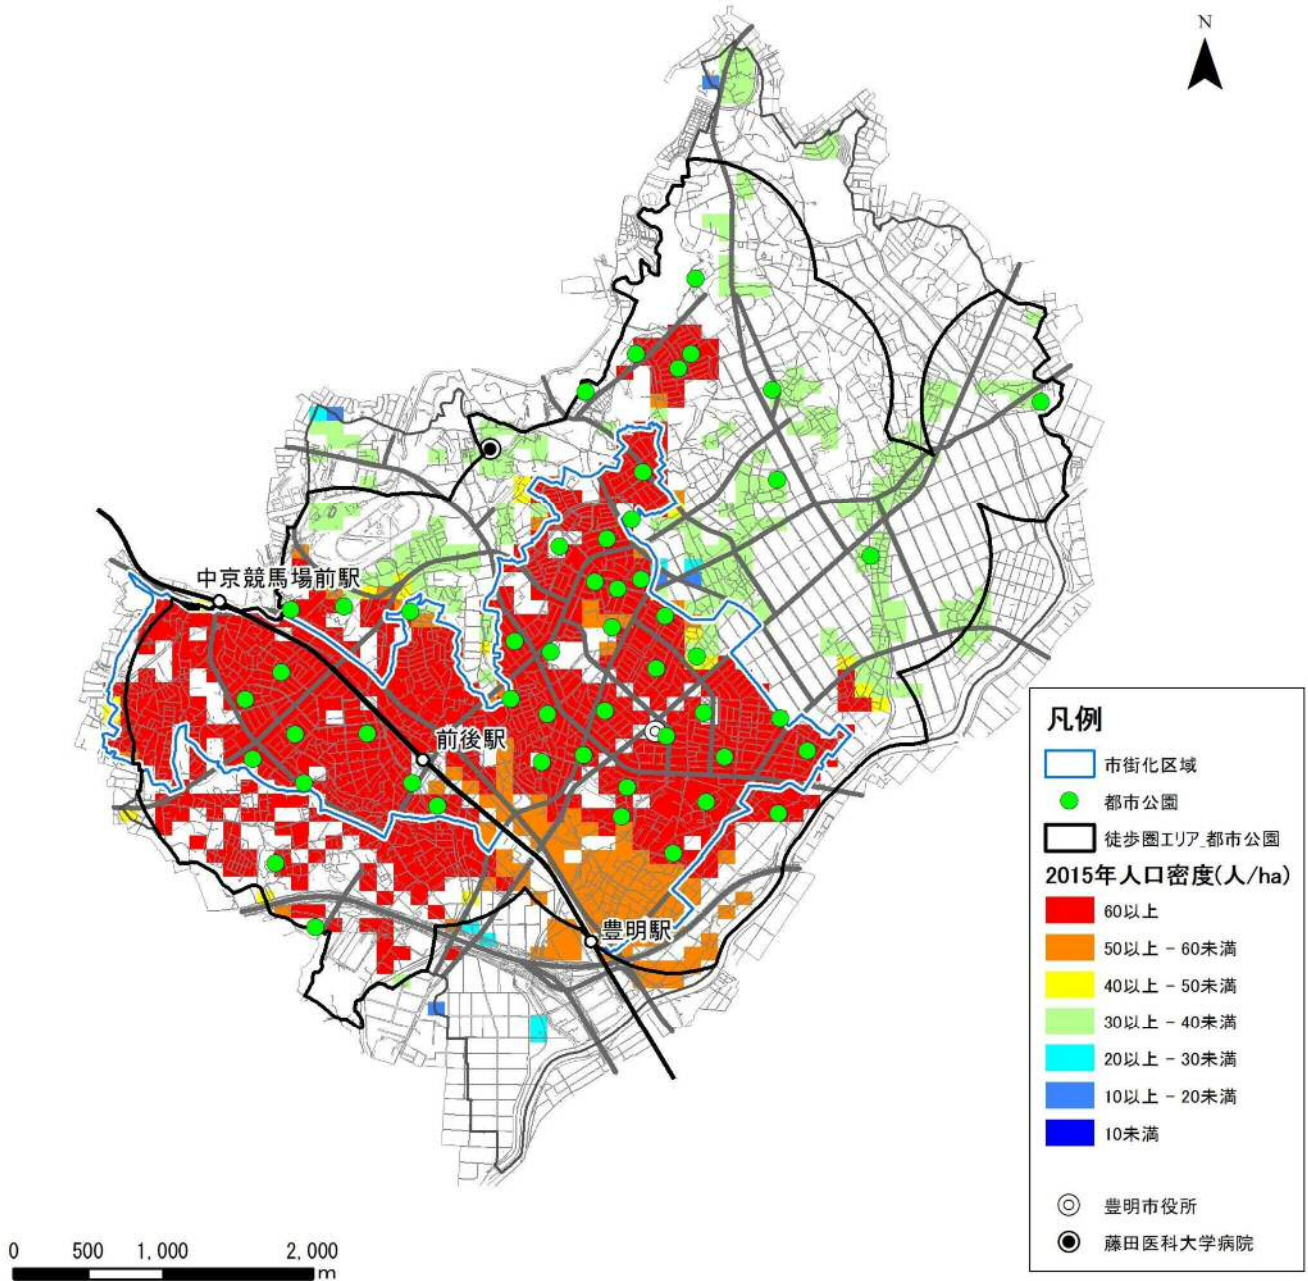 N
中京競馬場前駅
前後駅
豊明駅
凡例
市街化区域
都市公園
徒歩圏エリア_都市公園
2015年人口密度(人/ha)
60以上
50以上 - 60未満
40以上 - 50未満
30以上 - 40未満
20以上 - 30未満
10以上 - 20未満
10未満
豊明市役所
藤田医科大学病院
0 500 1,000 2,000
m